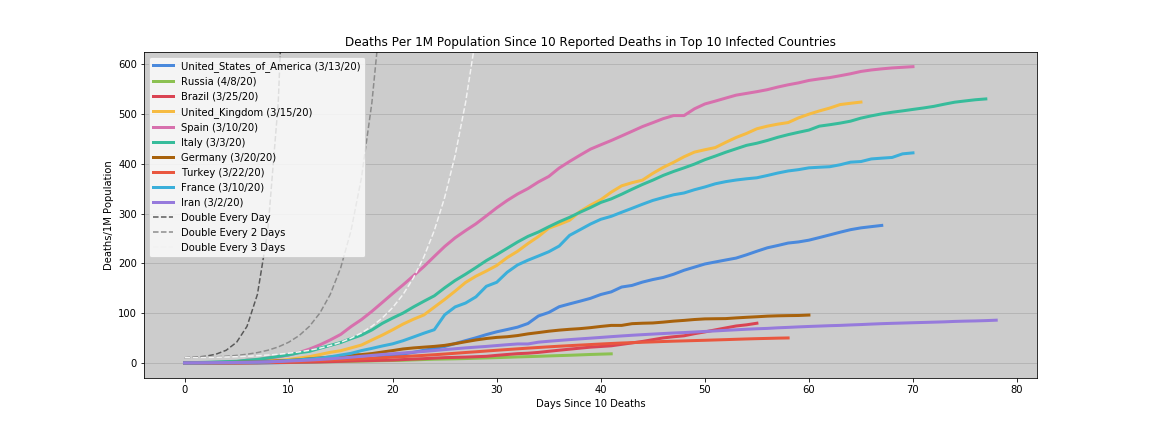 Deaths Per 1M Population Since 10 Reported Deaths in Top 10 Infected Countries
United_States_of_America (3/13/20)
Russia (4/8/20)
Brazil (3/25/20)
United_Kingdom (3/15/20)
Spain (3/10/20)
Italy (3/3/20)
Germany (3/20/20)
Turkey (3/22/20)
France (3/10/20)
Iran (3/2/20)
Double Every Day
Double Every 2 Days
Double Every 3 Days
Deaths/1M Population
600
500
400
300
200
100
0
0 10 20 30 40 50 60 70 80
Days Since 10 Deaths